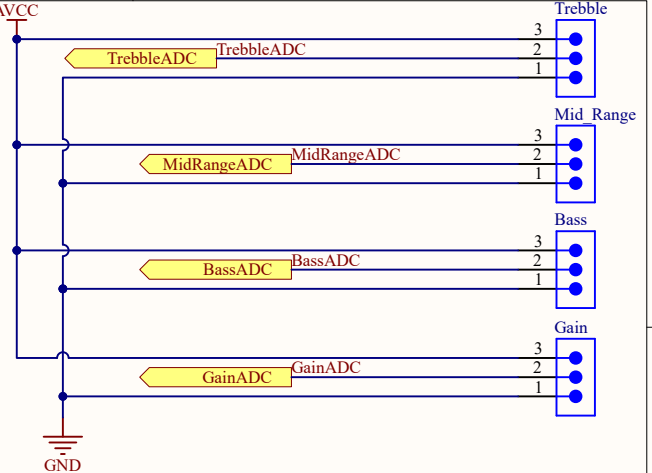 AVCC
Trebble
3
TrebbleADC TrebbleADC 2
1
Mid_Range
3
MidRangeADC MidRangeADC 2
1
Bass
3
BassADC BassADC 2
1
Gain
3
GainADC GainADC 2
1
GND